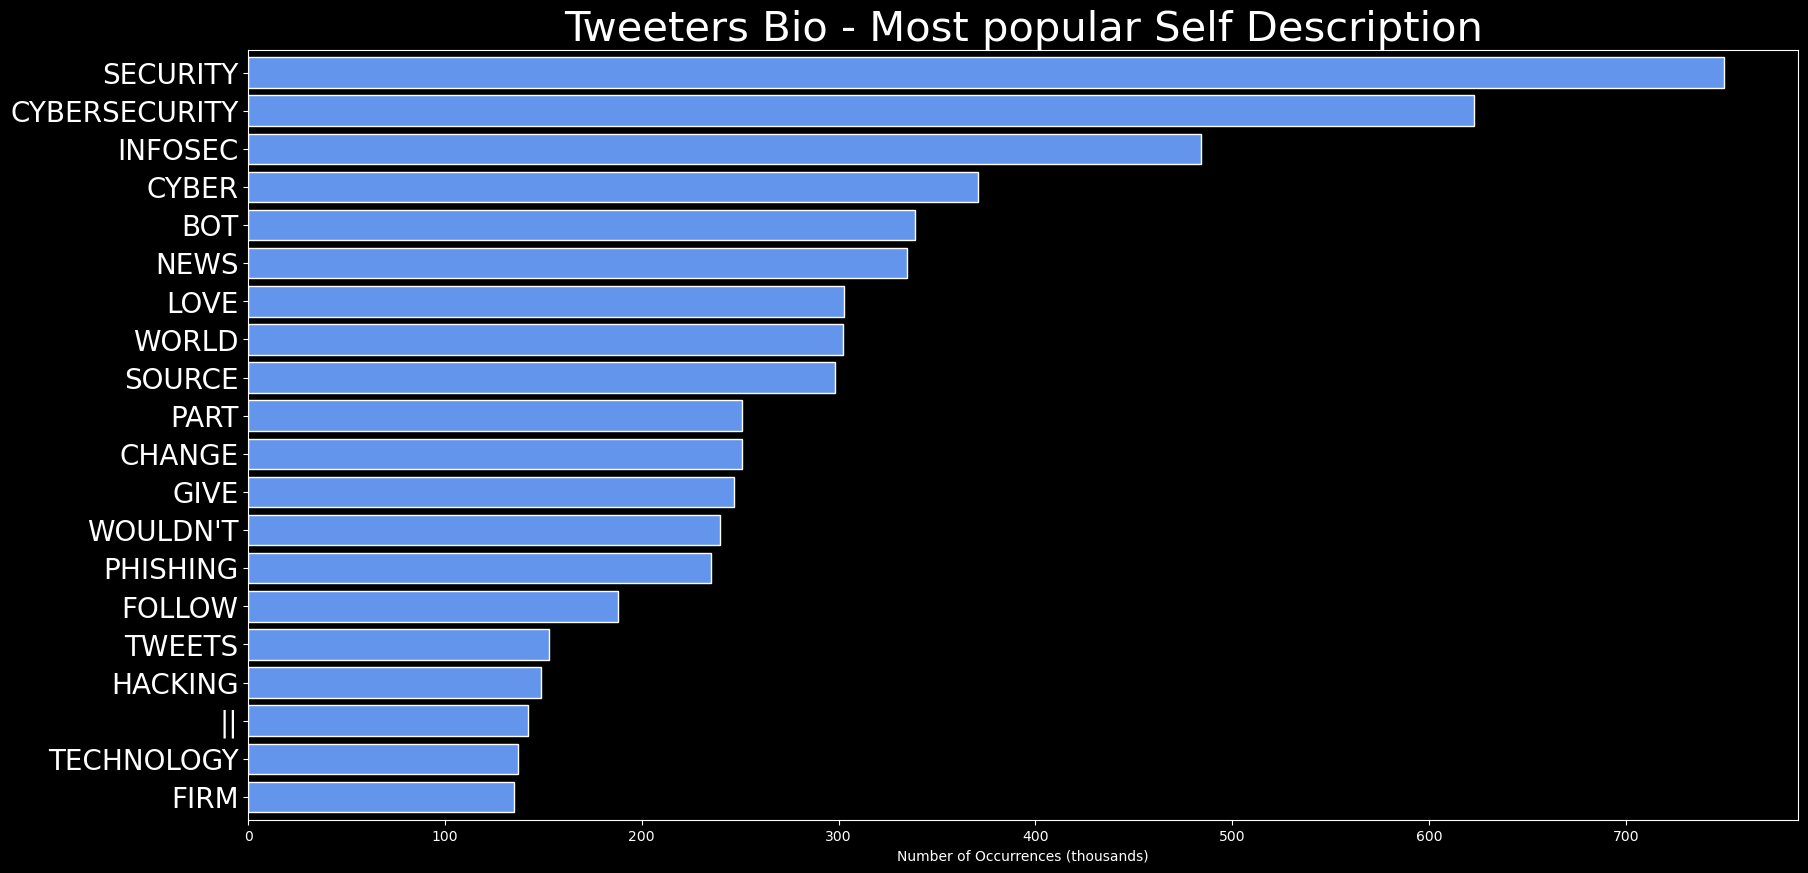 Tweeters Bio - Most popular Self Description
SECURITY
CYBERSECURITY
INFOSEC
CYBER
BOT
NEWS
LOVE
WORLD
SOURCE
PART
CHANGE
GIVE
WOULDN'T
PHISHING
FOLLOW
TWEETS
HACKING
||
TECHNOLOGY
FIRM
0 100 200 300 400 500 600 700
Number of Occurrences (thousands)